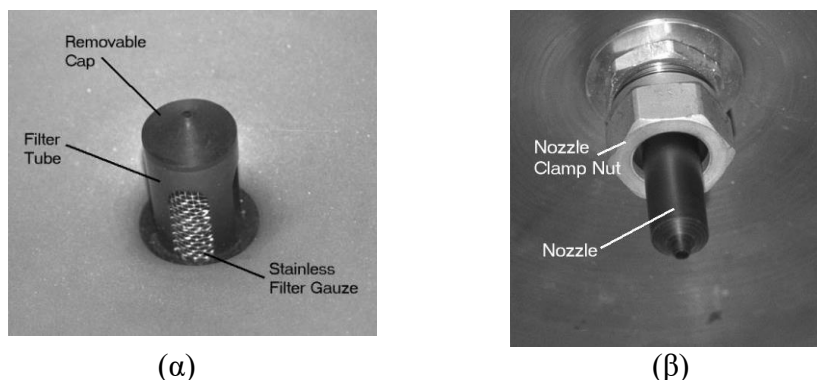 Removable
Cap
Filter
Tube
Stainless
Filter Gauze
(α)
Nozzle
Clamp Nut
Nozzle
(β)